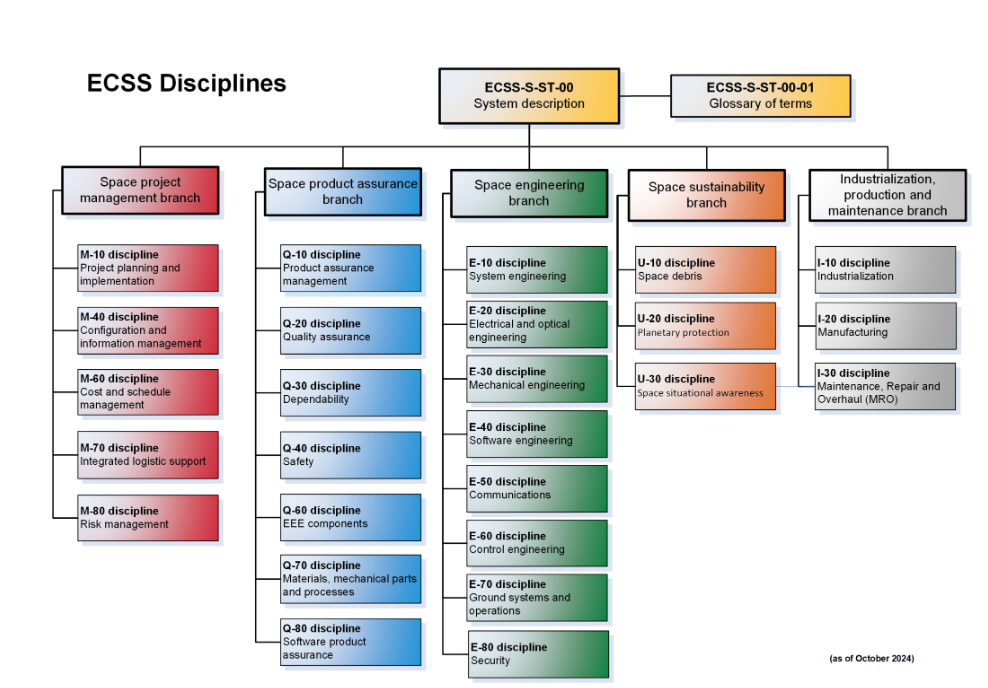 ECSS Disciplines
ECSS-S-ST-00
System description
ECSS-S-ST-00-01
Glossary of terms
Space project
management branch
M-10 discipline
Project planning and
implementation
M-40 discipline
Configuration and
information management
M-60 discipline
Cost and schedule
management
M-70 discipline
Integrated logistic support
M-80 discipline
Risk management
Space product assurance
branch
Q-10 discipline
Product assurance
management
Q-20 discipline
Quality assurance
Q-30 discipline
Dependability
Q-40 discipline
Safety
Q-60 discipline
EEE components
Q-70 discipline
Materials, mechanical parts
and processes
Q-80 discipline
Software product
assurance
Space engineering
branch
E-10 discipline
System engineering
E-20 discipline
Electrical and optical
engineering
E-30 discipline
Mechanical engineering
E-40 discipline
Software engineering
E-50 discipline
Communications
E-60 discipline
Control engineering
E-70 discipline
Ground systems and
operations
E-80 discipline
Security
Space sustainability
branch
U-10 discipline
Space debris
U-20 discipline
Planetary protection
U-30 discipline
Space situational awareness
Industrialization,
production and
maintenance branch
I-10 discipline
Industrialization
I-20 discipline
Manufacturing
I-30 discipline
Maintenance, Repair and
Overhaul (MRO)
(as of October 2024)